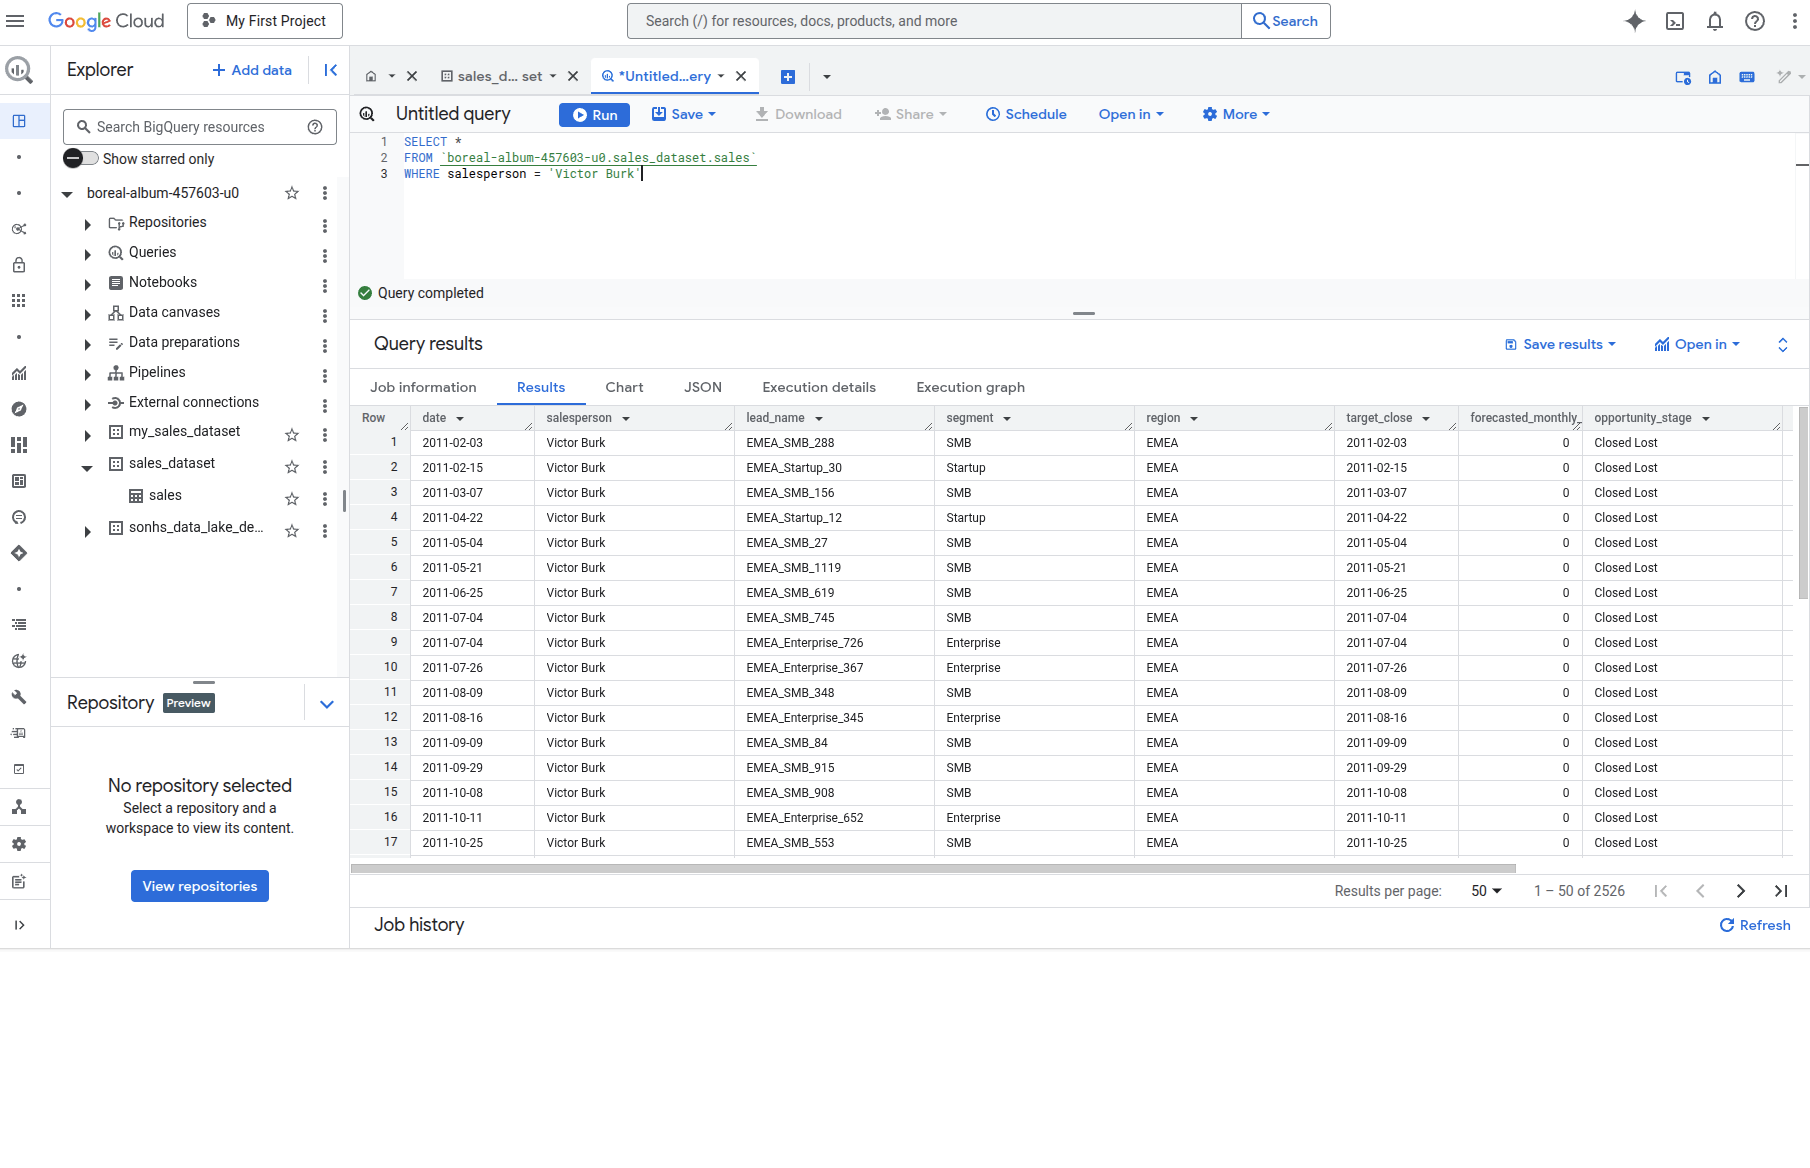 Google Cloud
My First Project
Search (/) for resources, docs, products, and more
Search
Explorer
Add data
Search BigQuery resources
Show starred only
boreal-album-457603-u0
Repositories
Queries
Notebooks
Data canvases
Data preparations
Pipelines
External connections
my_sales_dataset
sales_dataset
sales
sonhs_data_lake_de...
Repository Preview
No repository selected
Select a repository and a
workspace to view its content.
View repositories
sales_d... set
*Untitled...ery
Untitled query
Run
Save
Download
Share
Schedule
Open in
More
1 SELECT *
2 FROM `boreal-album-457603-u0.sales_dataset.sales`
3 WHERE salesperson = 'Victor Burk'
Query completed
Query results
Save results
Open in
Job information Results Chart JSON Execution details Execution graph
Row date salesperson lead_name segment region target_close forecasted_monthly_ opportunity_stage
1 2011-02-03 Victor Burk EMEA_SMB_288 SMB EMEA 2011-02-03 0 Closed Lost
2 2011-02-15 Victor Burk EMEA_Startup_30 Startup EMEA 2011-02-15 0 Closed Lost
3 2011-03-07 Victor Burk EMEA_SMB_156 SMB EMEA 2011-03-07 0 Closed Lost
4 2011-04-22 Victor Burk EMEA_Startup_12 Startup EMEA 2011-04-22 0 Closed Lost
5 2011-05-04 Victor Burk EMEA_SMB_27 SMB EMEA 2011-05-04 0 Closed Lost
6 2011-05-21 Victor Burk EMEA_SMB_1119 SMB EMEA 2011-05-21 0 Closed Lost
7 2011-06-25 Victor Burk EMEA_SMB_619 SMB EMEA 2011-06-25 0 Closed Lost
8 2011-07-04 Victor Burk EMEA_SMB_745 SMB EMEA 2011-07-04 0 Closed Lost
9 2011-07-04 Victor Burk EMEA_Enterprise_726 Enterprise EMEA 2011-07-04 0 Closed Lost
10 2011-07-26 Victor Burk EMEA_Enterprise_367 Enterprise EMEA 2011-07-26 0 Closed Lost
11 2011-08-09 Victor Burk EMEA_SMB_348 SMB EMEA 2011-08-09 0 Closed Lost
12 2011-08-16 Victor Burk EMEA_Enterprise_345 Enterprise EMEA 2011-08-16 0 Closed Lost
13 2011-09-09 Victor Burk EMEA_SMB_84 SMB EMEA 2011-09-09 0 Closed Lost
14 2011-09-29 Victor Burk EMEA_SMB_915 SMB EMEA 2011-09-29 0 Closed Lost
15 2011-10-08 Victor Burk EMEA_SMB_908 SMB EMEA 2011-10-08 0 Closed Lost
16 2011-10-11 Victor Burk EMEA_Enterprise_652 Enterprise EMEA 2011-10-11 0 Closed Lost
17 2011-10-25 Victor Burk EMEA_SMB_553 SMB EMEA 2011-10-25 0 Closed Lost
Results per page: 50 1 – 50 of 2526
Job history
Refresh